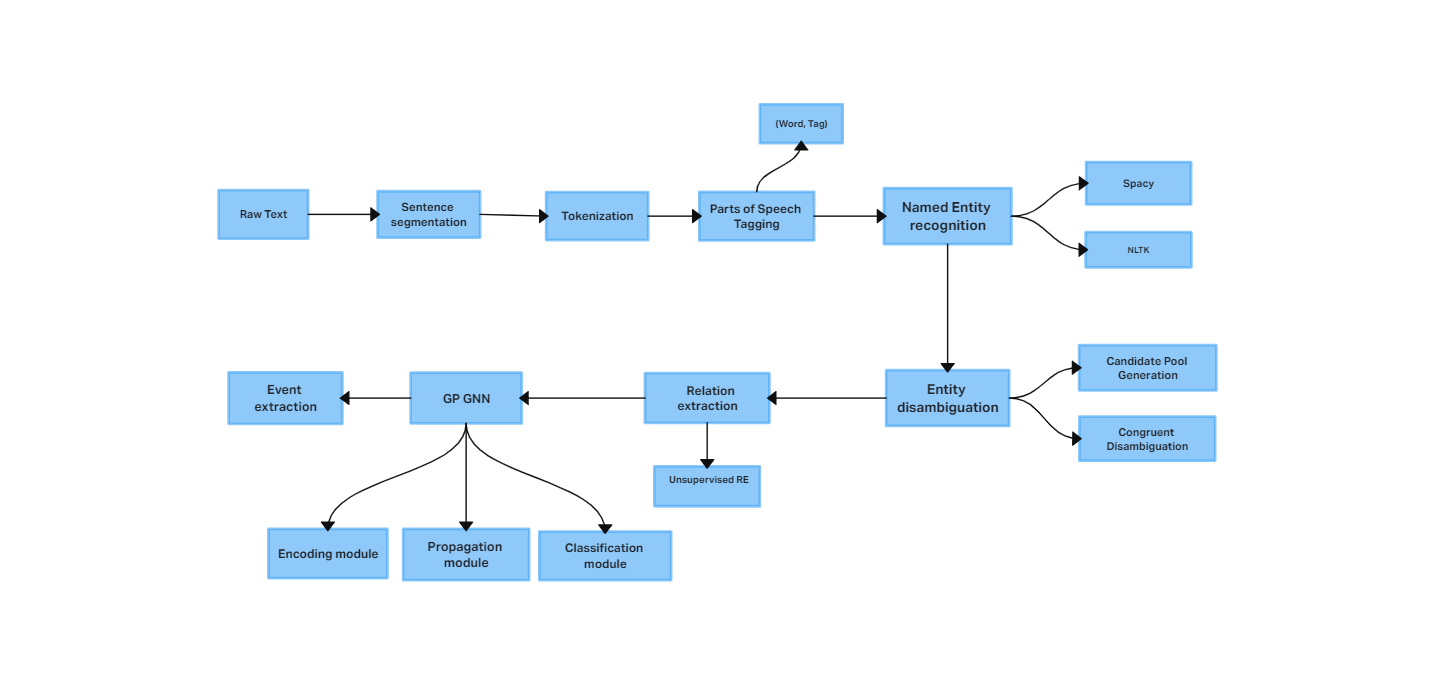 (Word, Tag)
Raw Text
Sentence
segmentation
Tokenization
Parts of Speech
Tagging
Named Entity
recognition
Spacy
NLTK
Event
extraction
GP GNN
Relation
extraction
Entity
disambiguation
Candidate Pool
Generation
Congruent
Disambiguation
Unsupervised RE
Encoding module
Propagation
module
Classification
module